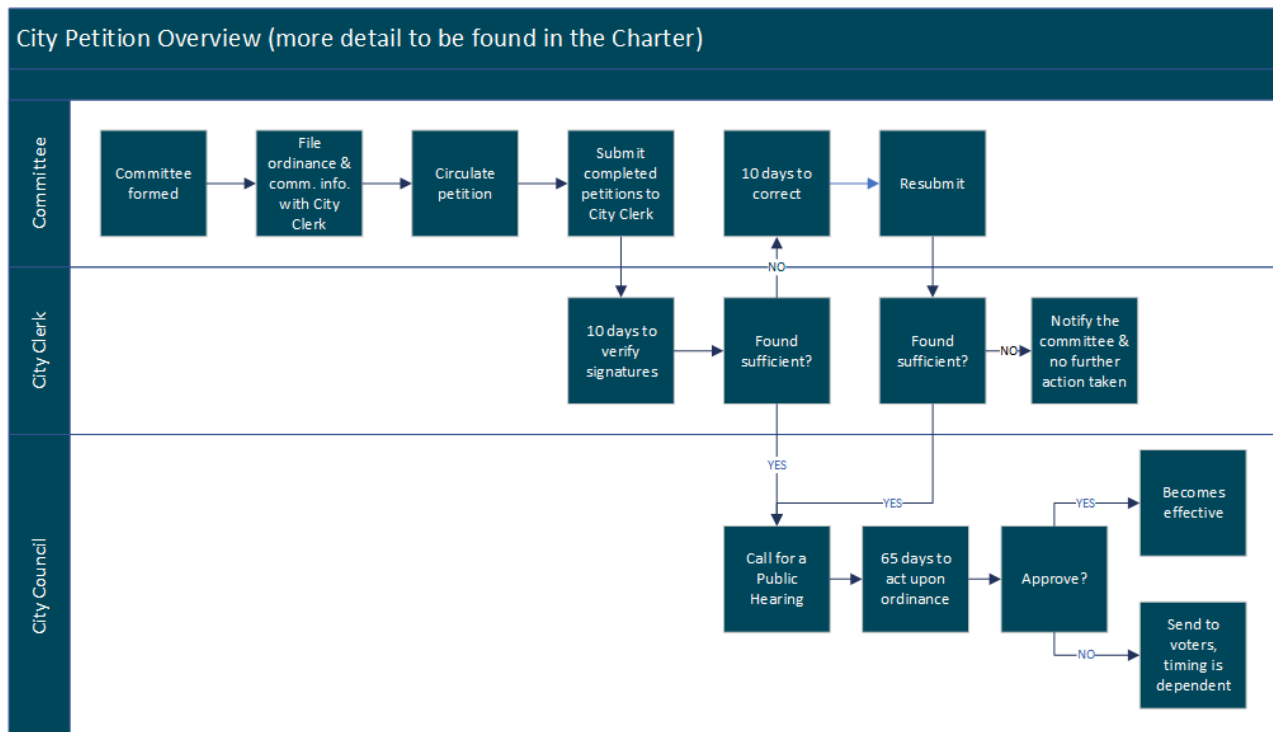 City Petition Overview (more detail to be found in the Charter)
Committee
Committee
formed
File
ordinance &
comm. info.
with City
Clerk
Circulate
petition
Submit
completed
petitions to
City Clerk
10 days to
correct
Resubmit
NO
City Clerk
10 days to
verify
signatures
Found
sufficient?
Found
sufficient?
NO
Notify the
committee &
no further
action taken
City Council
YES
YES
Call for a
Public
Hearing
65 days to
act upon
ordinance
Approve?
YES
Becomes
effective
NO
Send to
voters,
timing is
dependent